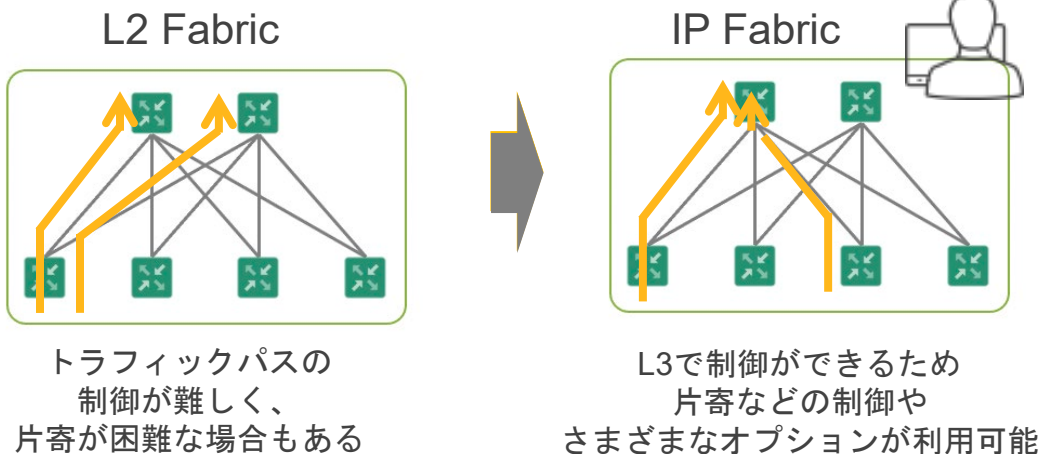 L2 Fabric
IP Fabric
トラフィックパスの
制御が難しく、
片寄が困難な場合もある
L3で制御ができるため
片寄などの制御や
さまざまなオプションが利用可能